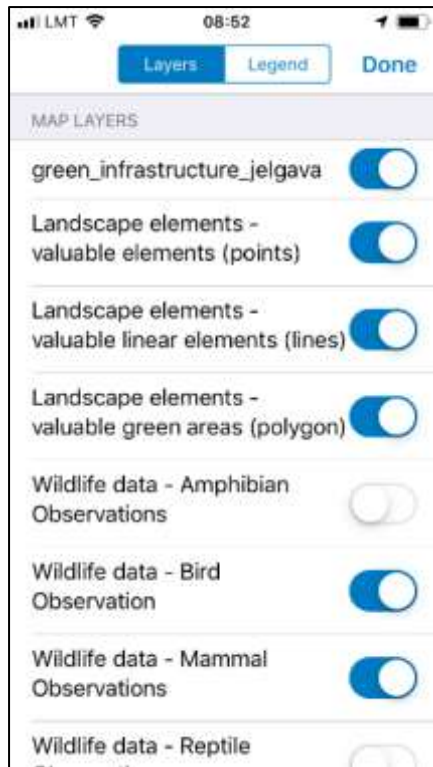 LMT 08:52
Layers Legend Done
MAP LAYERS
green_infrastructure_jelgava
Landscape elements -
valuable elements (points)
Landscape elements -
valuable linear elements (lines)
Landscape elements -
valuable green areas (polygon)
Wildlife data - Amphibian
Observations
Wildlife data - Bird
Observation
Wildlife data - Mammal
Observations
Wildlife data - Reptile